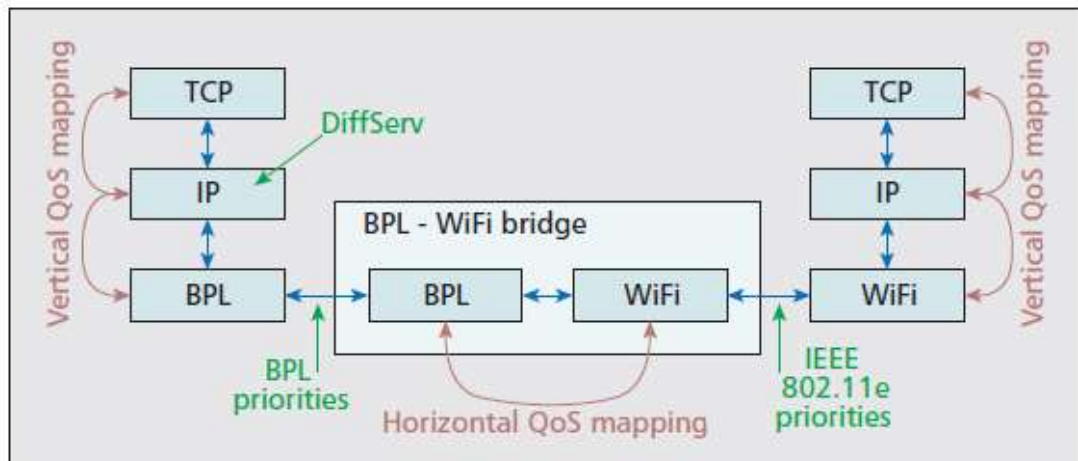 Vertical QoS mapping
TCP
DiffServ
IP
BPL
BPL - WiFi bridge
BPL
WiFi
BPL
priorities
Horizontal QoS mapping
IEEE
802.11e
priorities
TCP
IP
WiFi
Vertical QoS mapping